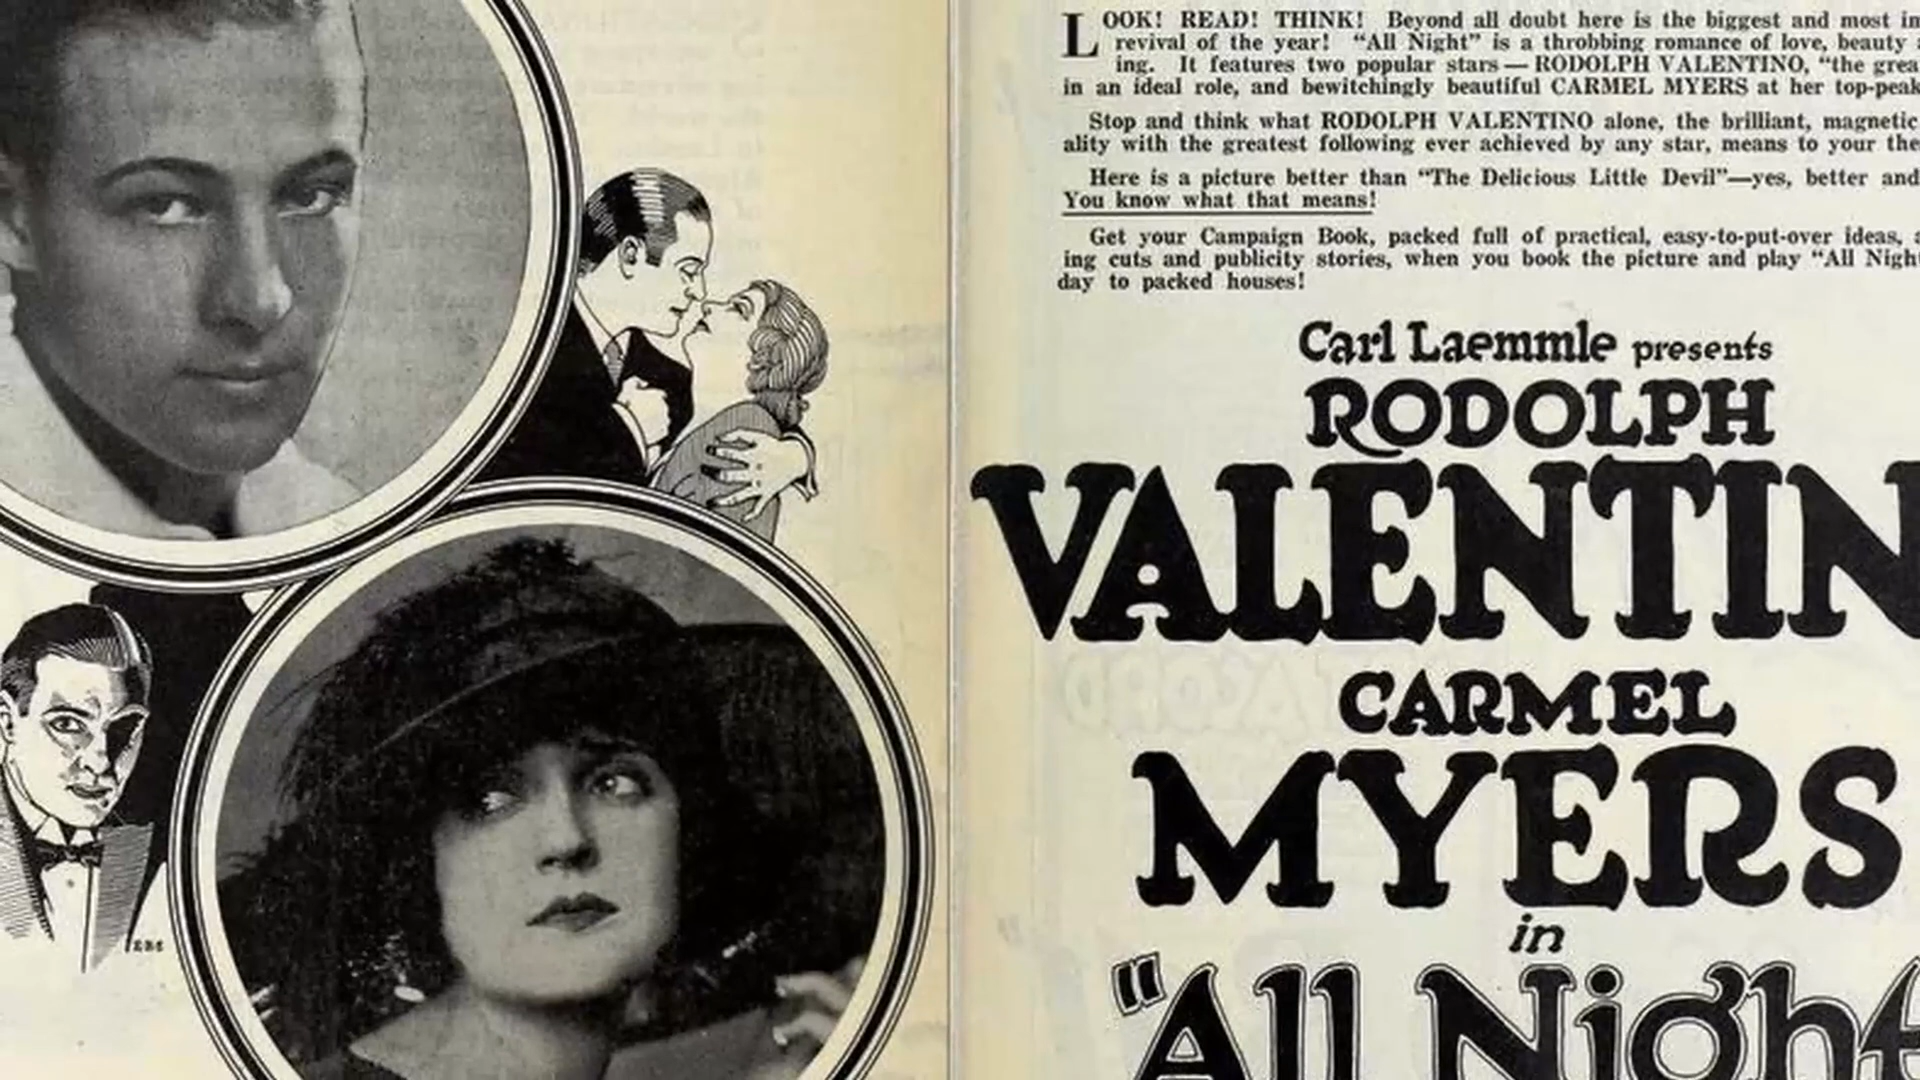 LOOK! READ! THINK! Beyond all doubt here is the biggest and most in
revival of the year! "All Night" is a throbbing romance of love, beauty
ing. It features two popular stars — RODOLPH VALENTINO, "the grea
in an ideal role, and bewitchingly beautiful CARMEL MYERS at her top-peak
Stop and think what RODOLPH VALENTINO alone, the brilliant, magnetic
ality with the greatest following ever achieved by any star, means to your the
Here is a picture better than "The Delicious Little Devil"—yes, better and
You know what that means!
Get your Campaign Book, packed full of practical, easy-to-put-over ideas,
ing cuts and publicity stories, when you book the picture and play "All Nigh
day to packed houses!
Carl Laemmle presents
RODOLPH
VALENTIN
CARMEL
MYERS
in
"All Night